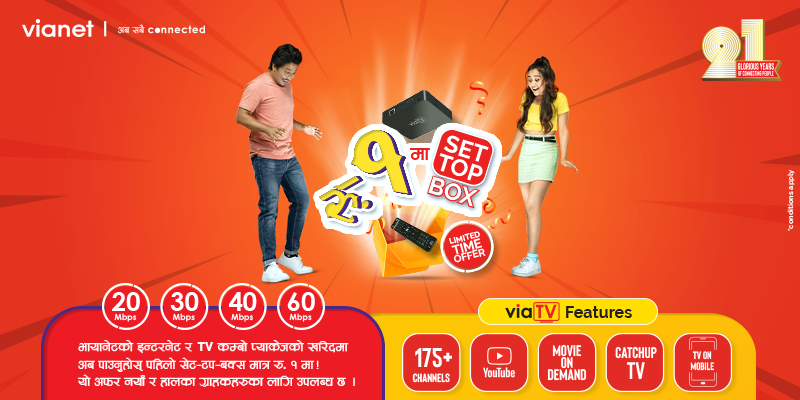 vianet | अब सबै connected
21
GLORIOUS YEARS
OF CONNECTING PEOPLE
रु. १ मा
SET
TOP
BOX
LIMITED
TIME
OFFER
*conditions apply
20 Mbps
30 Mbps
40 Mbps
60 Mbps
भायानेटको इन्टरनेट र TV कम्बो प्याकेजको खरिदमा
अब पाउनुहोस् पहिलो सेट-टप-बक्स मात्र रु. १ मा!
यो अफर नयाँ र हालका ग्राहकहरुका लागि उपलब्ध छ ।
viaTV Features
175+
CHANNELS
YouTube
MOVIE
ON
DEMAND
CATCHUP
TV
TV ON
MOBILE